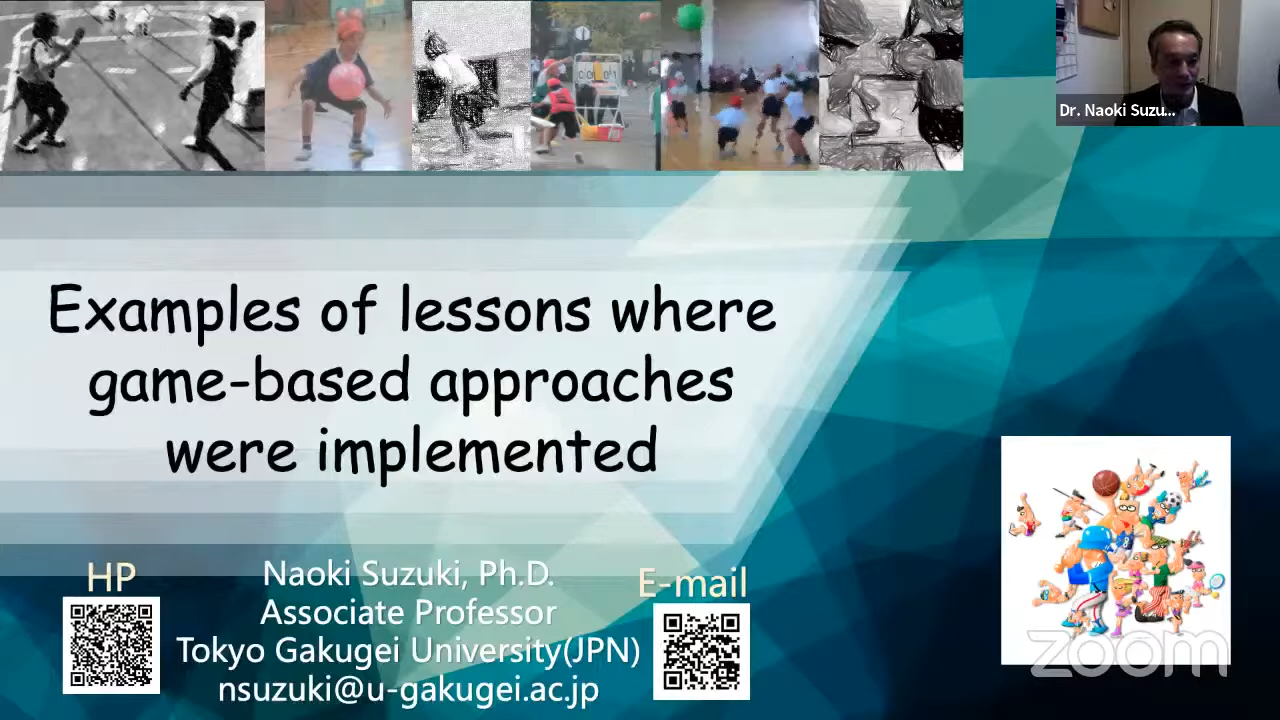 Dr. Naoki Suzu...
Examples of lessons where
game-based approaches
were implemented
HP
Naoki Suzuki, Ph.D.
E-mail
Associate Professor
Tokyo Gakugei University(JPN)
nsuzuki@u-gakugei.ac.jp
zoom